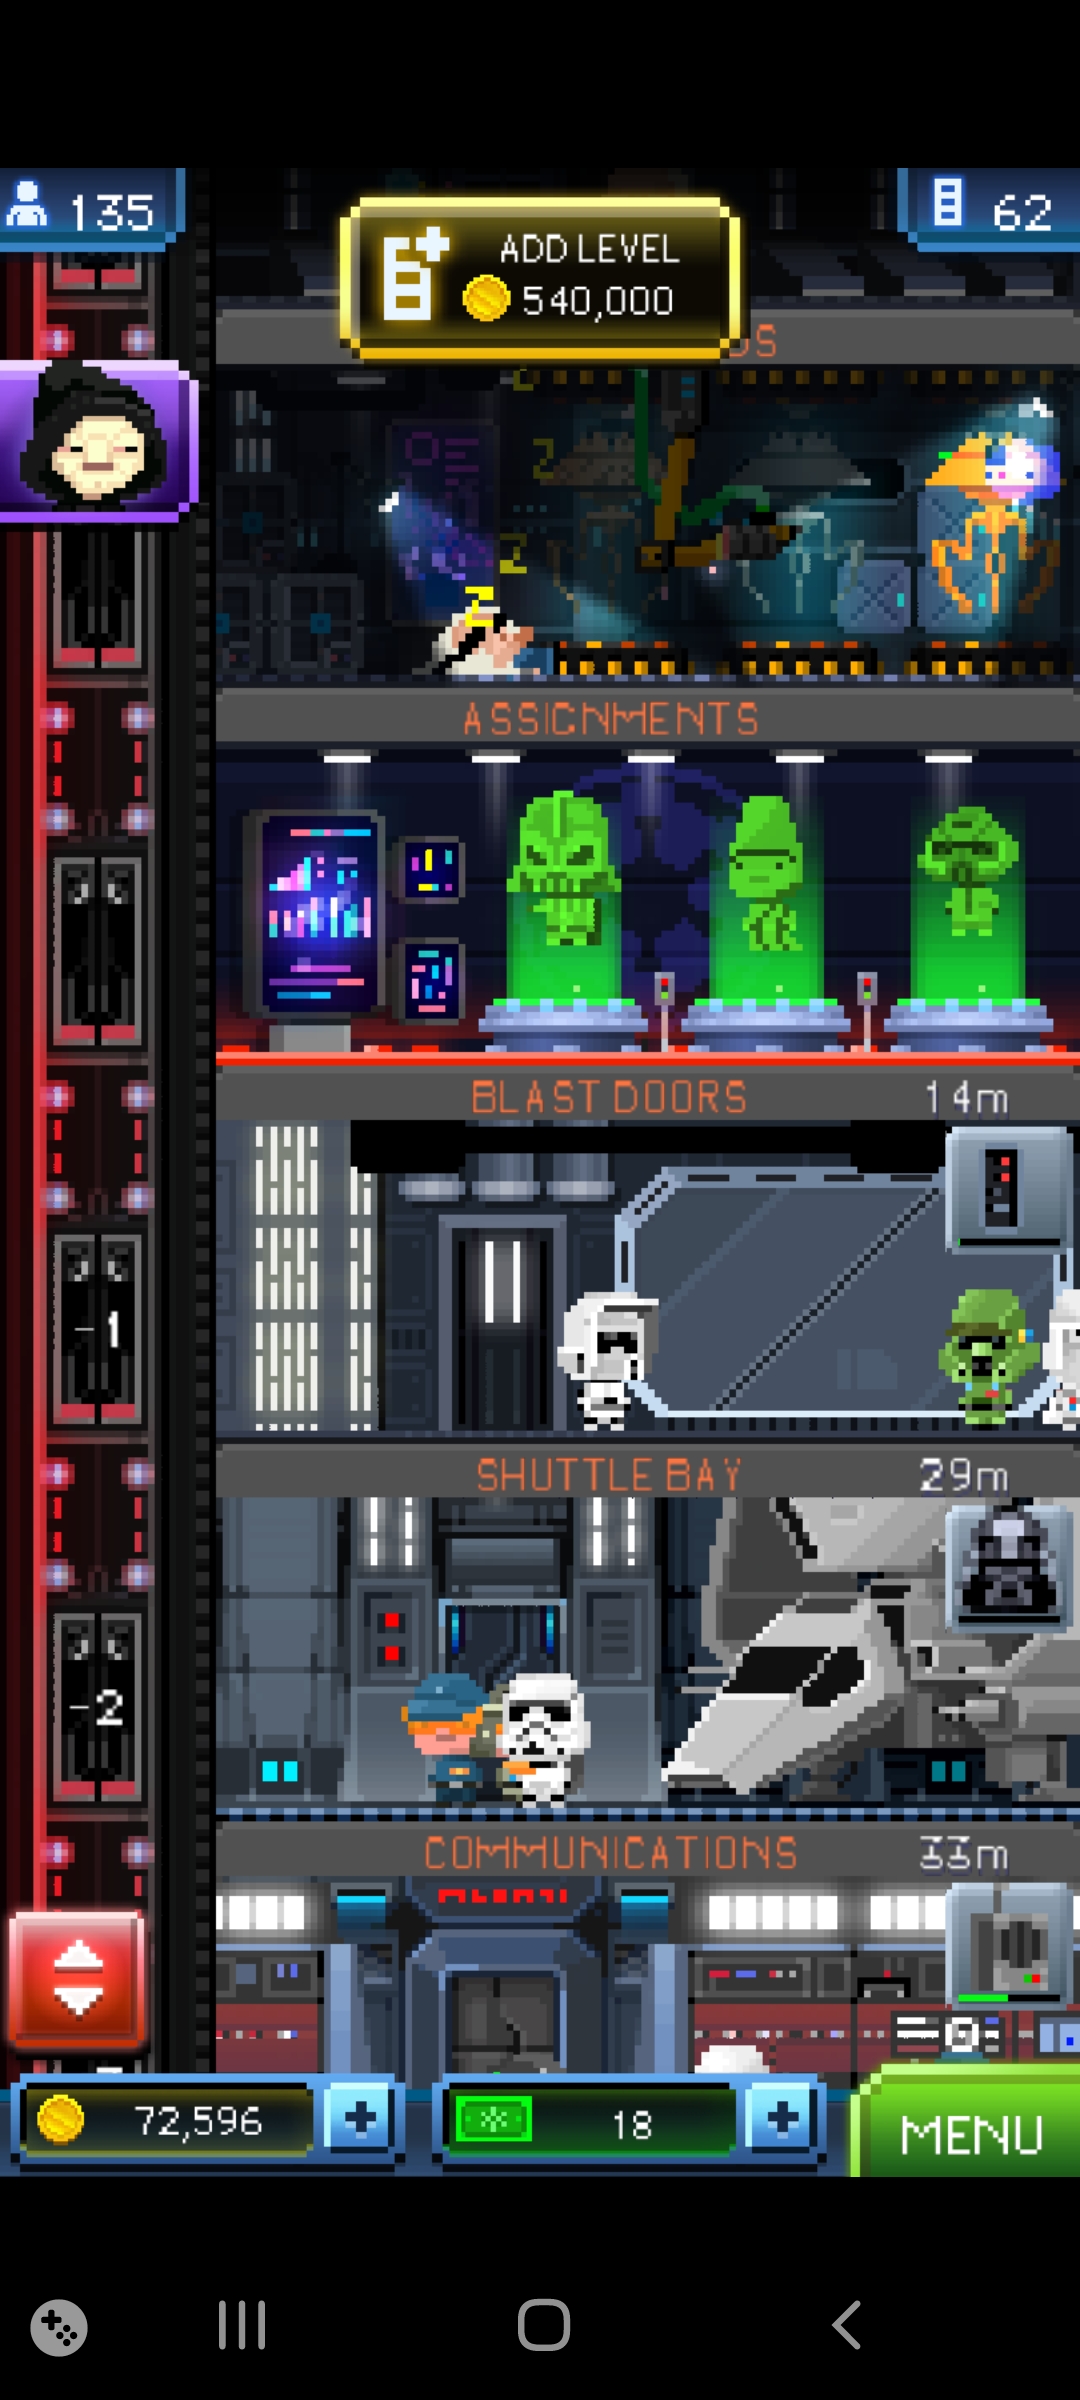 135
62
ADD LEVEL
540,000
ASSIGNMENTS
BLAST DOORS 14m
-1
SHUTTLE BAY 29m
-2
COMMUNICATIONS 33m
72,596
18
MENU